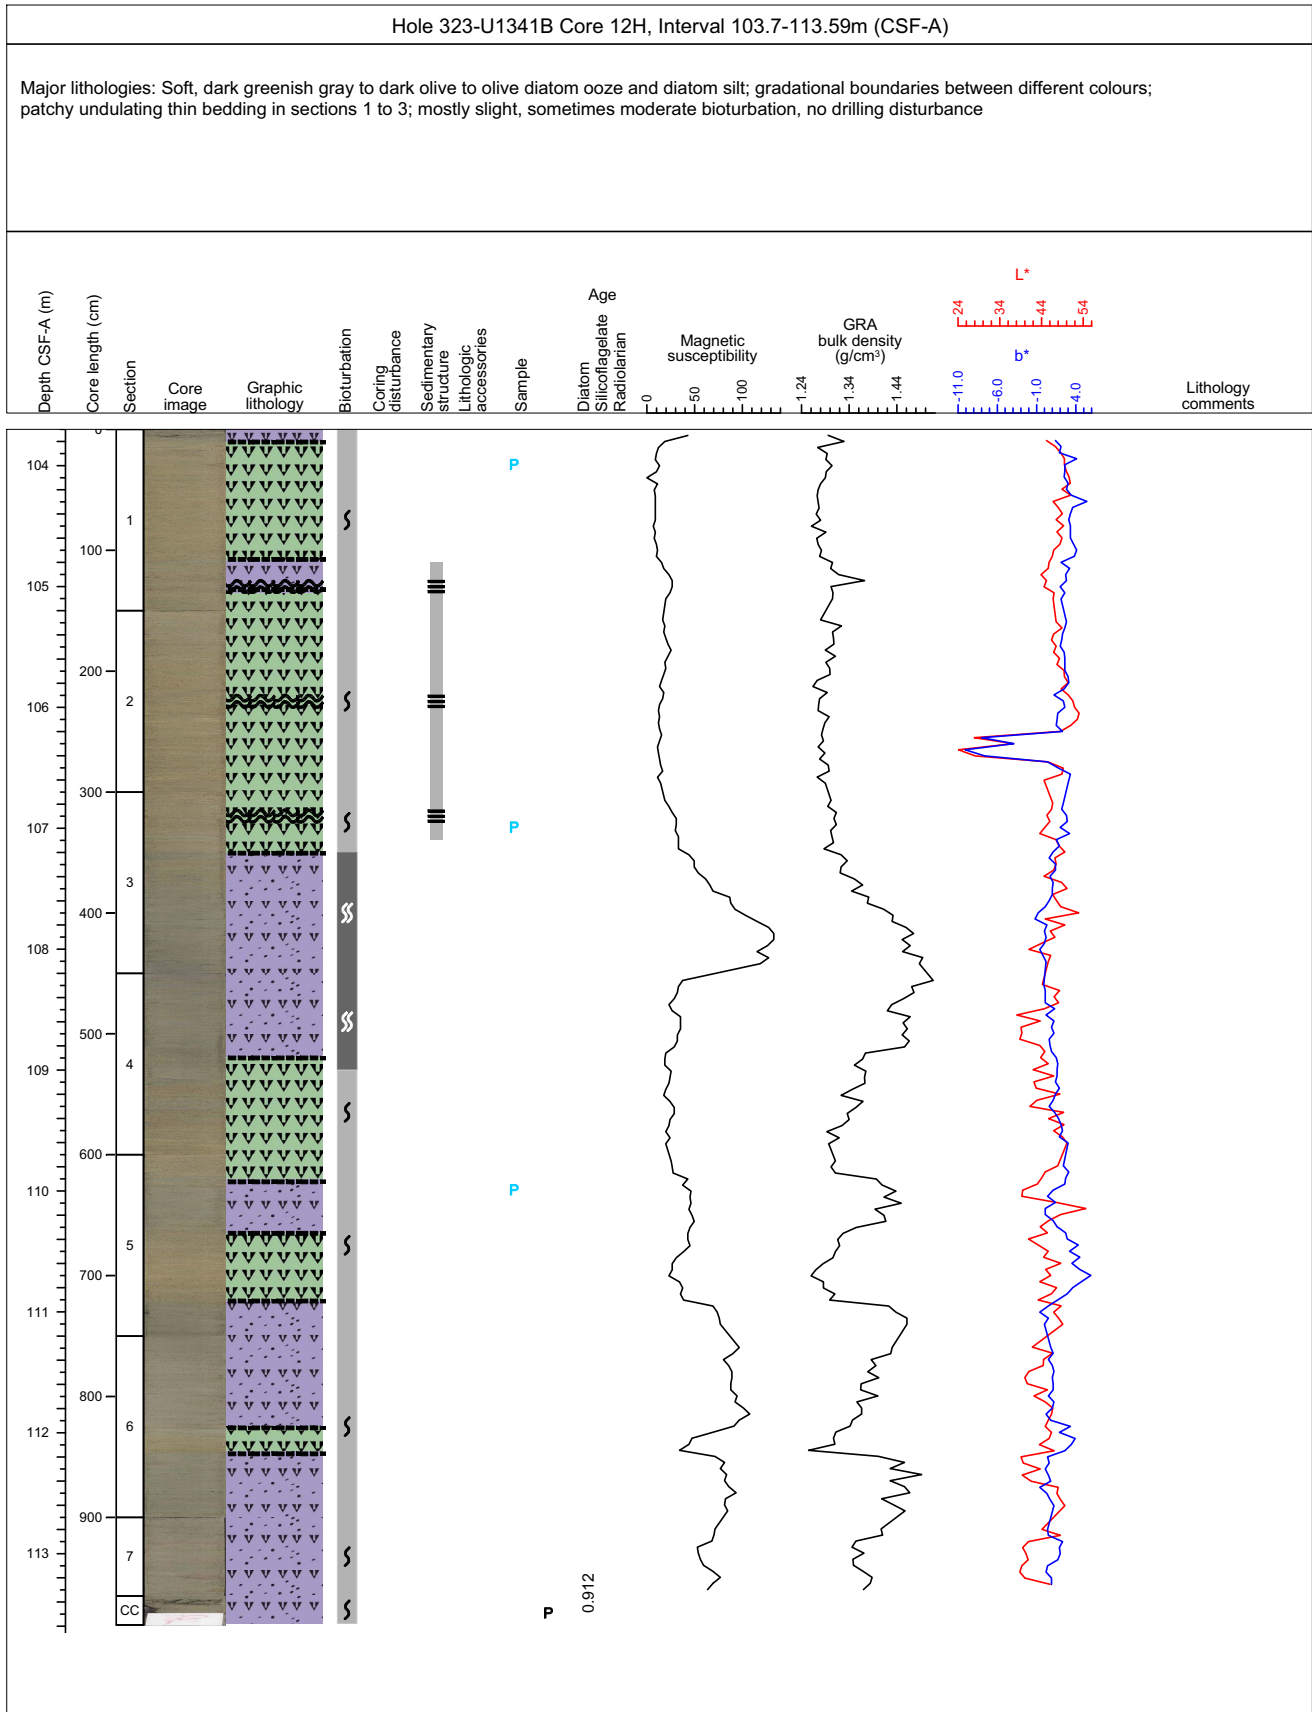 Hole 323-U1341B Core 12H, Interval 103.7-113.59m (CSF-A)
Major lithologies: Soft, dark greenish gray to dark olive to olive diatom ooze and diatom silt; gradational boundaries between different colours;
patchy undulating thin bedding in sections 1 to 3; mostly slight, sometimes moderate bioturbation, no drilling disturbance
Depth CSF-A (m)
Core length (cm)
Section
Core
image
Graphic
lithology
Bioturbation
Coring
disturbance
Sedimentary
structure
Lithologic
accessories
Sample
Age
Diatom
Silicoflagelate
Radiolarian
Magnetic
susceptibility
0
50
100
GRA
bulk density
(g/cm³)
1.24
1.34
1.44
L*
24
34
44
54
b*
-11.0
-6.0
-1.0
4.0
Lithology
comments
104
105
106
107
108
109
110
111
112
113
0
100
200
300
400
500
600
700
800
900
1
2
3
4
5
6
7
CC
P
P
P
P
0.912